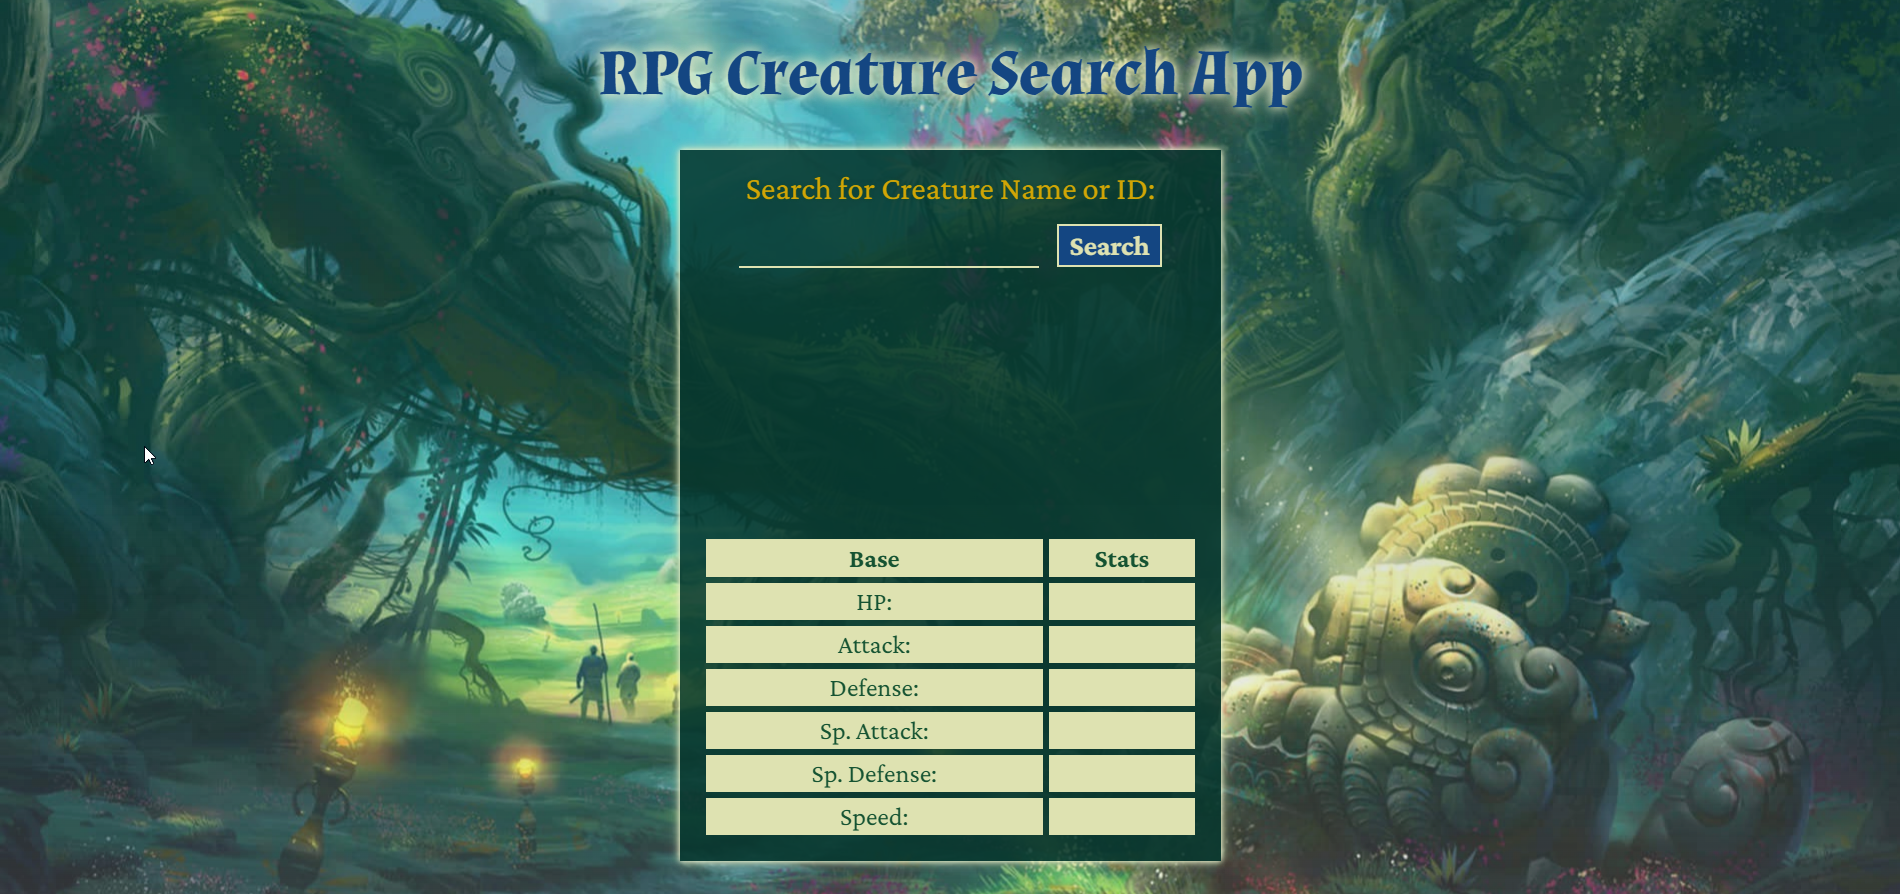 RPG Creature Search App
Search for Creature Name or ID:
Search
Base Stats
HP:
Attack:
Defense:
Sp. Attack:
Sp. Defense:
Speed: